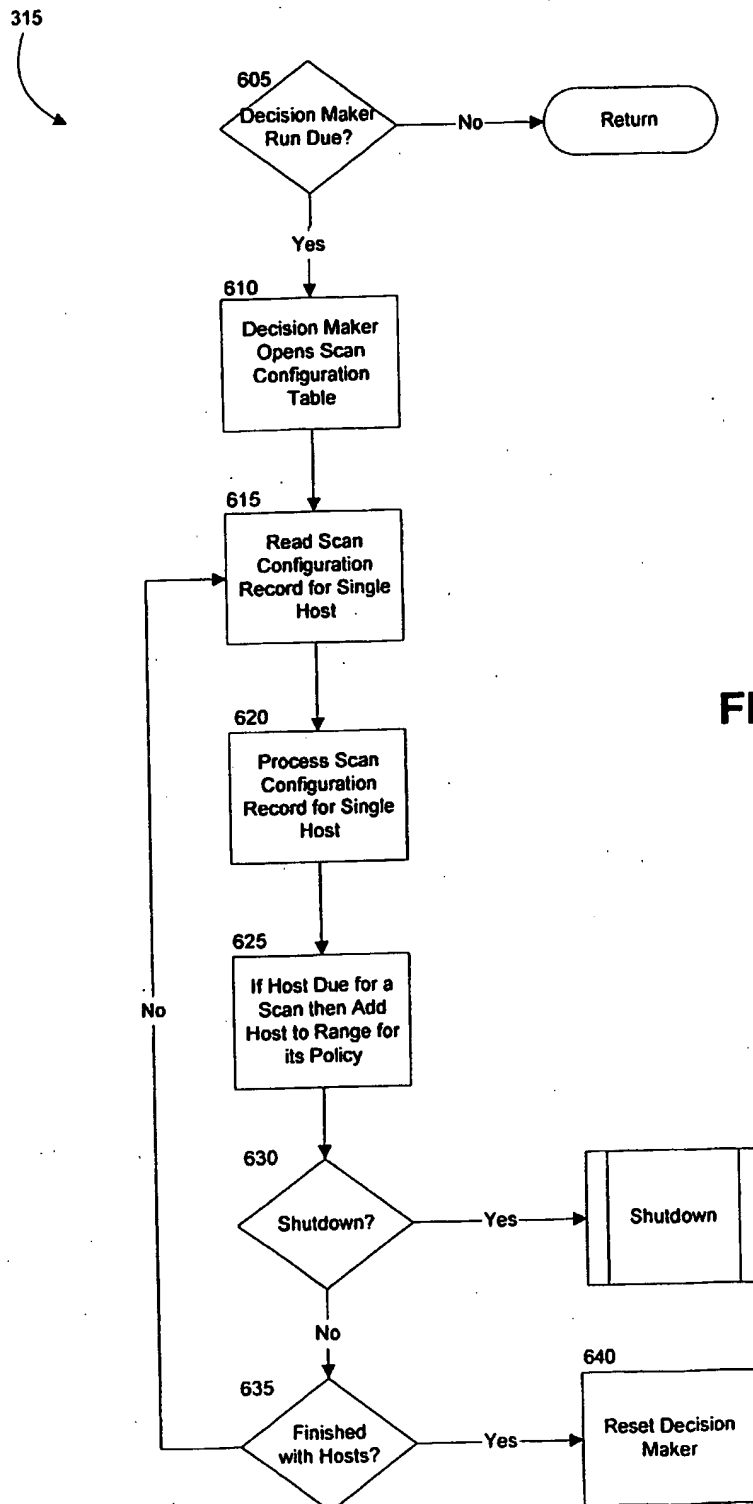 315
605
Decision Maker
Run Due?
No
Return
Yes
610
Decision Maker
Opens Scan
Configuration
Table
615
Read Scan
Configuration
Record for Single
Host
620
Process Scan
Configuration
Record for Single
Host
625
If Host Due for a
Scan then Add
Host to Range for
its Policy
No
630
Shutdown?
Yes
Shutdown
No
635
Finished
with Hosts?
Yes
640
Reset Decision
Maker